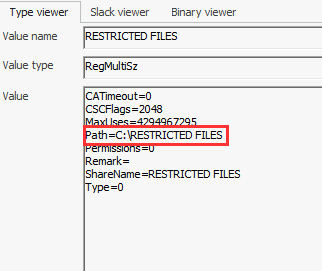 Type viewer Slack viewer Binary viewer
Value name RESTRICTED FILES
Value type RegMultiSz
Value CATimeout=0
CSCFlags=2048
MaxUses=4294967295
Path=C:\RESTRICTED FILES
Permissions=0
Remark=
ShareName=RESTRICTED FILES
Type=0